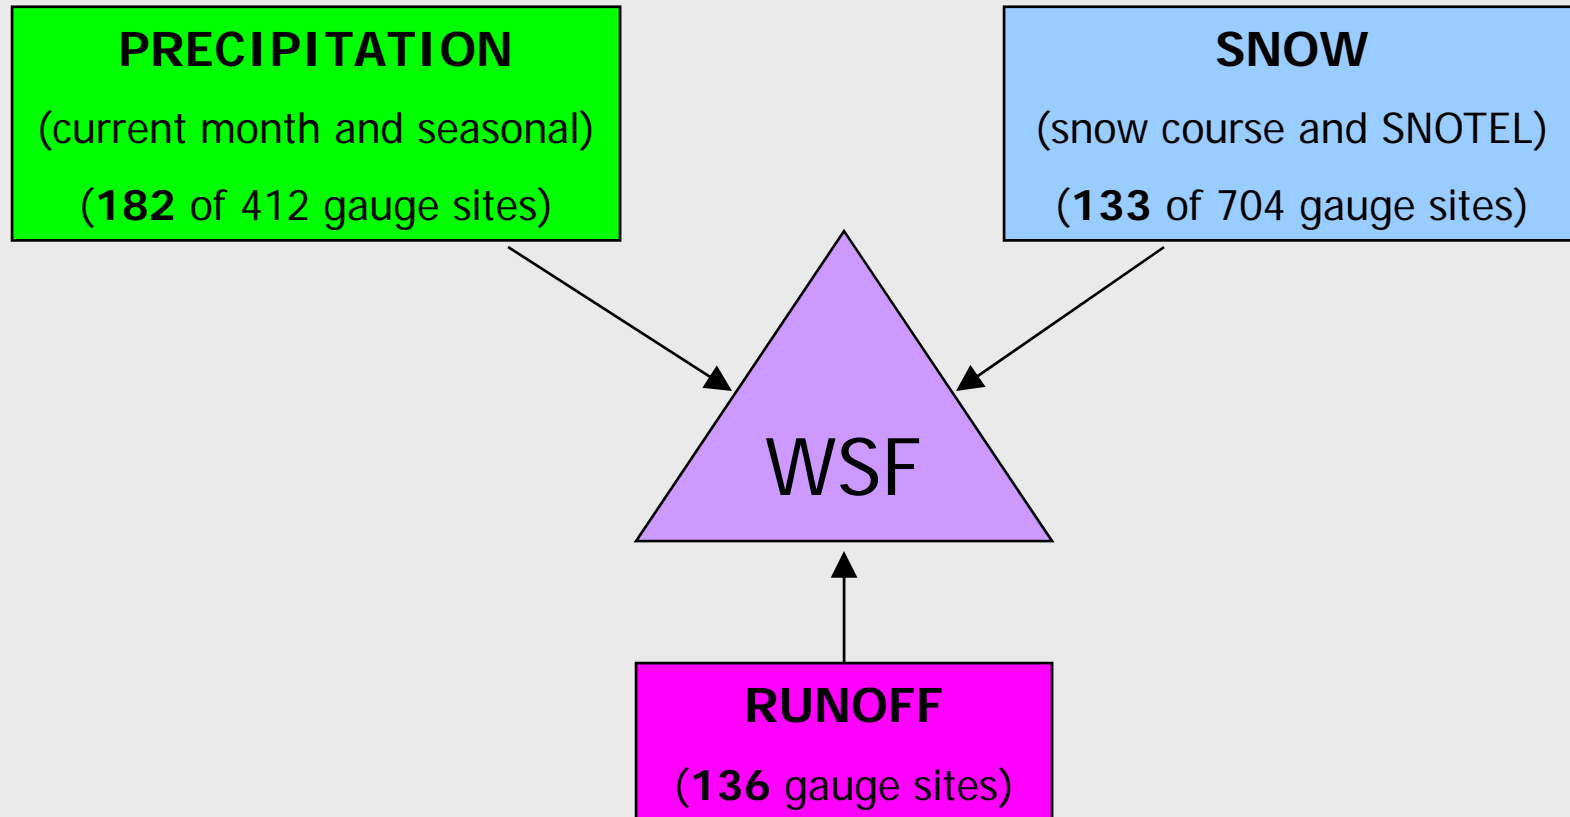 PRECIPITATION
(current month and seasonal)
(182 of 412 gauge sites)
SNOW
(snow course and SNOTEL)
(133 of 704 gauge sites)
WSF
RUNOFF
(136 gauge sites)